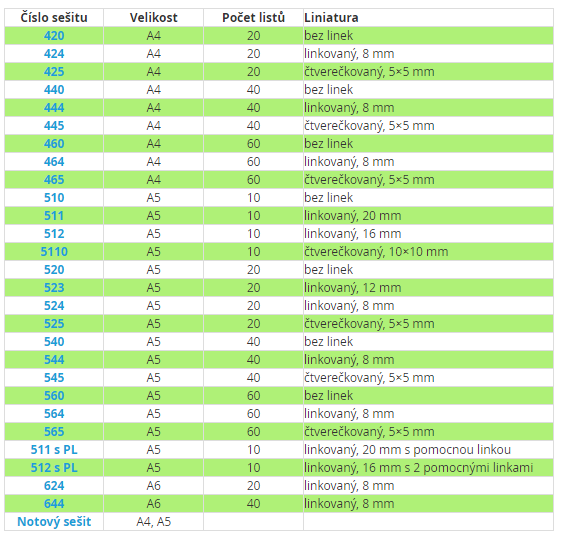 Číslo sešitu Velikost Počet listů Liniatura
420 A4 20 bez linek
424 A4 20 linkovaný, 8 mm
425 A4 20 čtverečkovaný, 5×5 mm
440 A4 40 bez linek
444 A4 40 linkovaný, 8 mm
445 A4 40 čtverečkovaný, 5×5 mm
460 A4 60 bez linek
464 A4 60 linkovaný, 8 mm
465 A4 60 čtverečkovaný, 5×5 mm
510 A5 10 bez linek
511 A5 10 linkovaný, 20 mm
512 A5 10 linkovaný, 16 mm
5110 A5 10 čtverečkovaný, 10×10 mm
520 A5 20 bez linek
523 A5 20 linkovaný, 12 mm
524 A5 20 linkovaný, 8 mm
525 A5 20 čtverečkovaný, 5×5 mm
540 A5 40 bez linek
544 A5 40 linkovaný, 8 mm
545 A5 40 čtverečkovaný, 5×5 mm
560 A5 60 bez linek
564 A5 60 linkovaný, 8 mm
565 A5 60 čtverečkovaný, 5×5 mm
511 s PL A5 10 linkovaný, 20 mm s pomocnou linkou
512 s PL A5 10 linkovaný, 16 mm s 2 pomocnými linkami
624 A6 20 linkovaný, 8 mm
644 A6 40 linkovaný, 8 mm
Notový sešit A4, A5